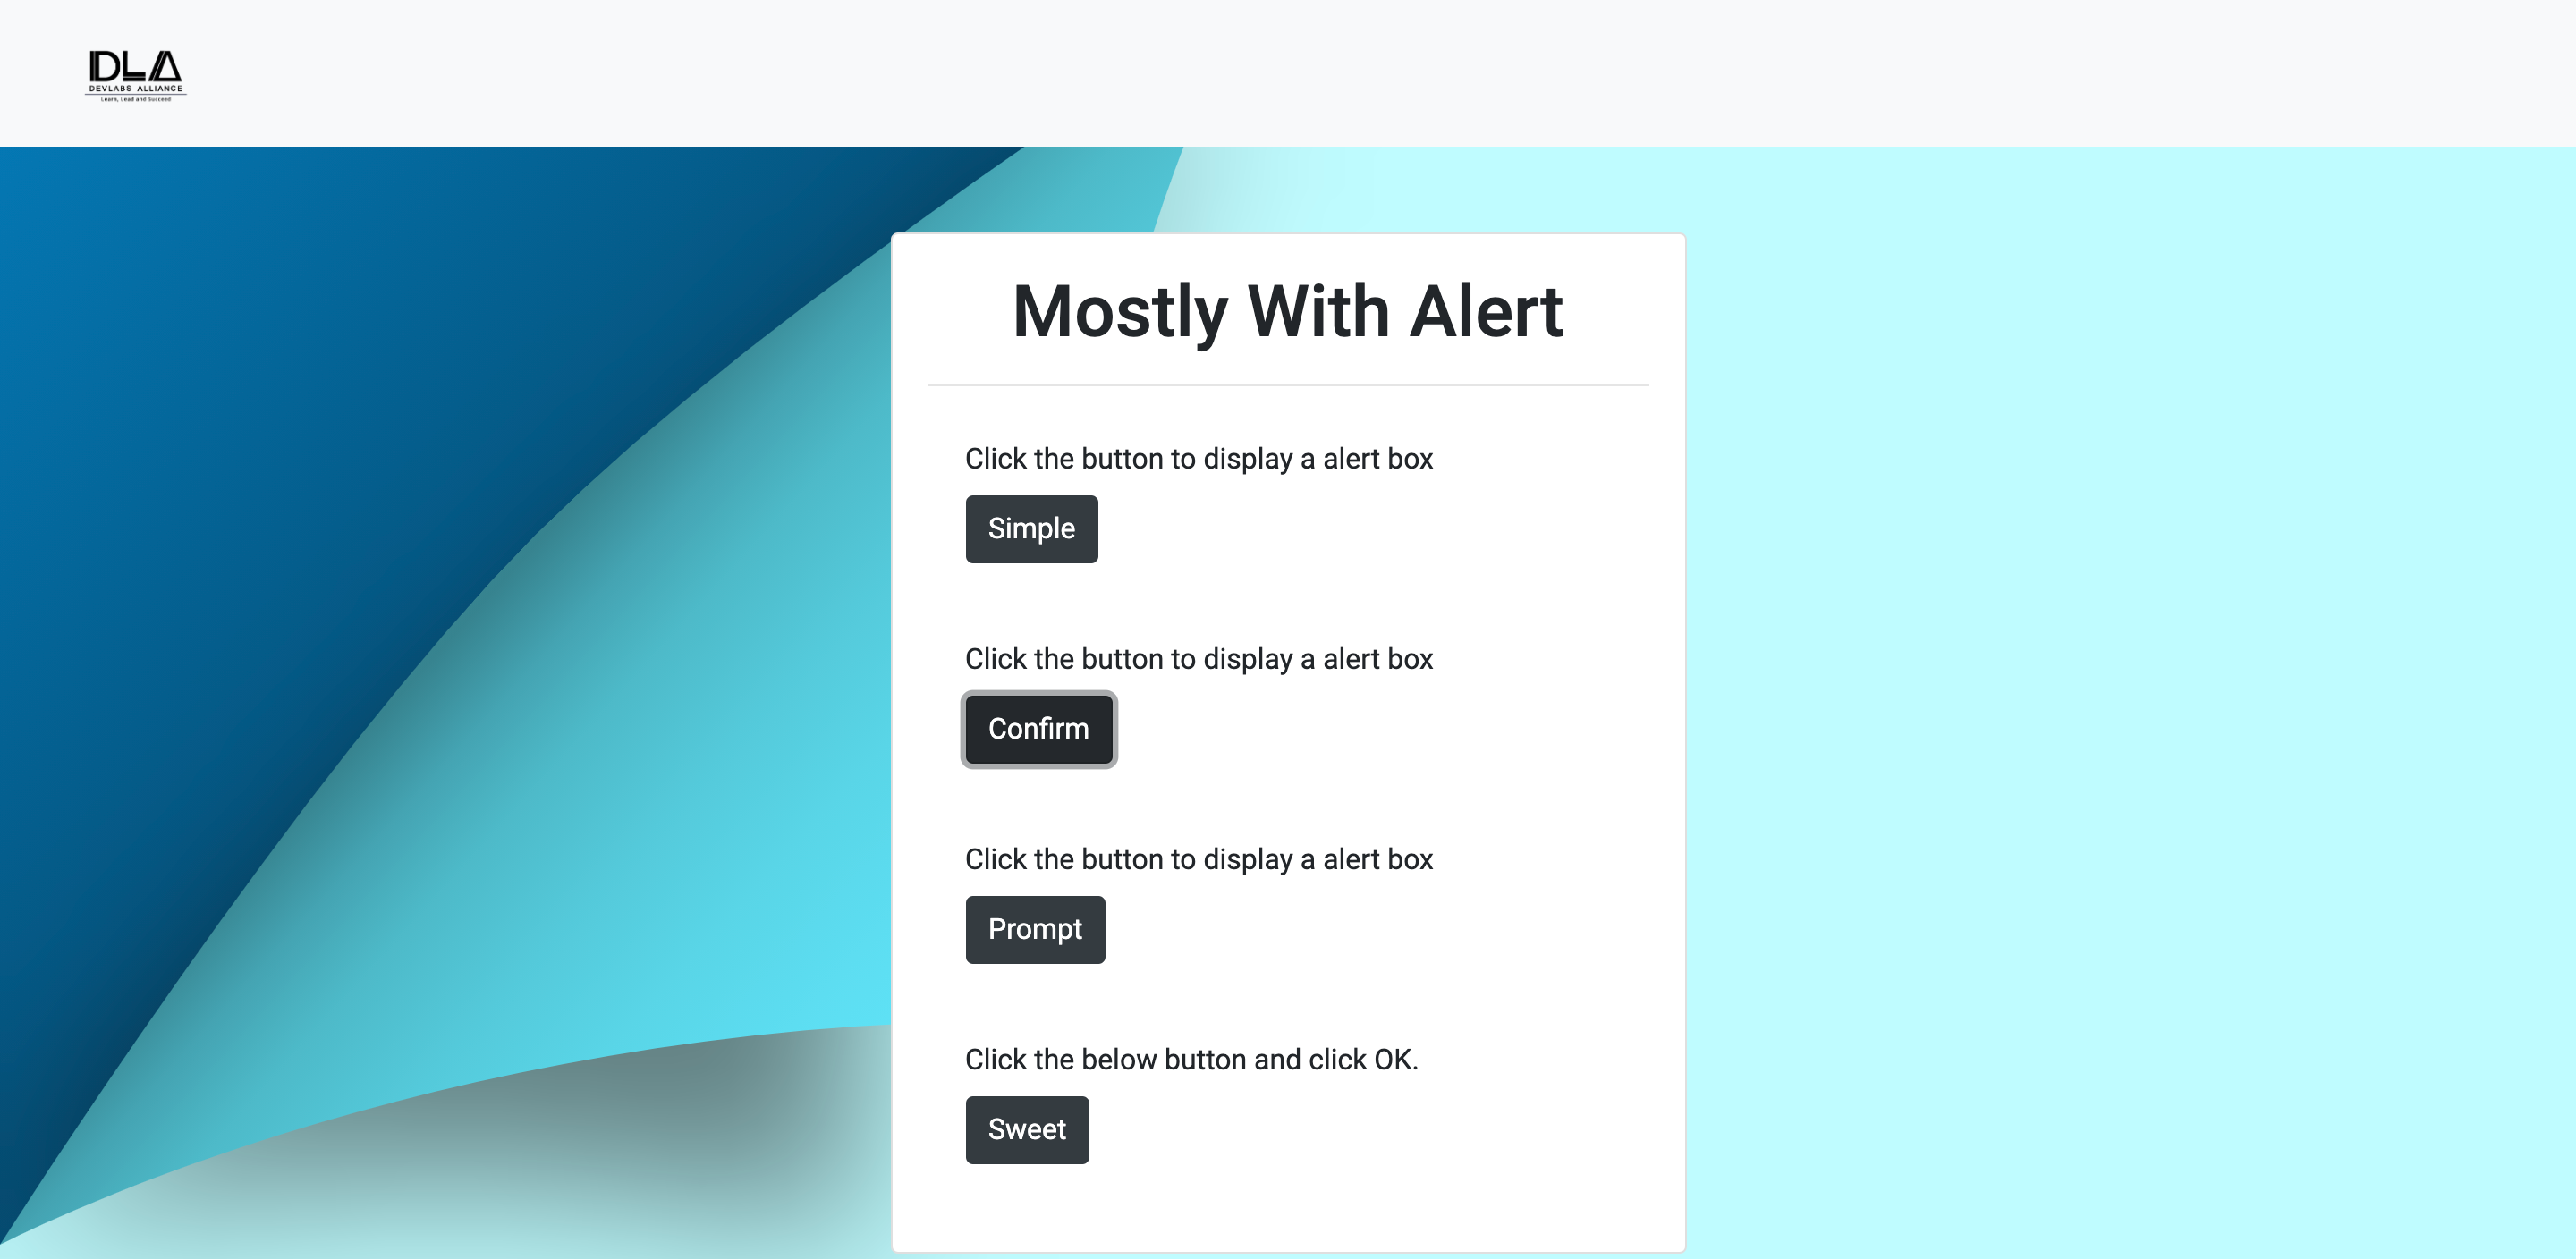 DLA
DEVLABS ALLIANCE
Learn, Lead and Succeed
Mostly With Alert
Click the button to display a alert box
Simple
Click the button to display a alert box
Confirm
Click the button to display a alert box
Prompt
Click the below button and click OK.
Sweet